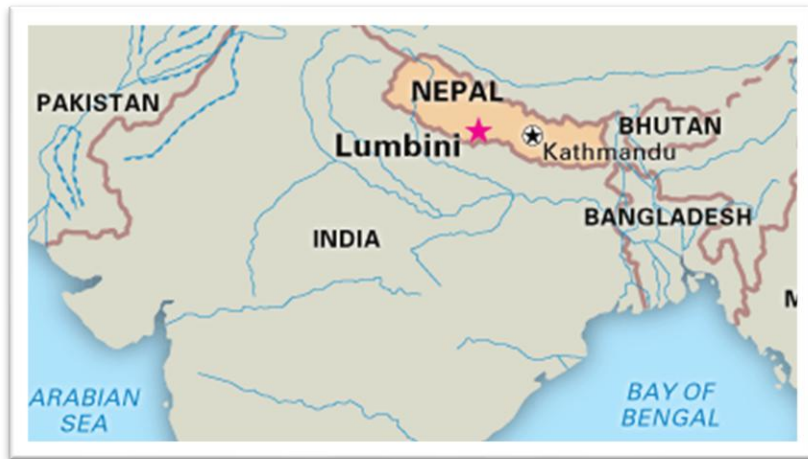 PAKISTAN
NEPAL
BHUTAN
Lumbini
Kathmandu
BANGLADESH
INDIA
M
ARABIAN
SEA
BAY OF
BENGAL